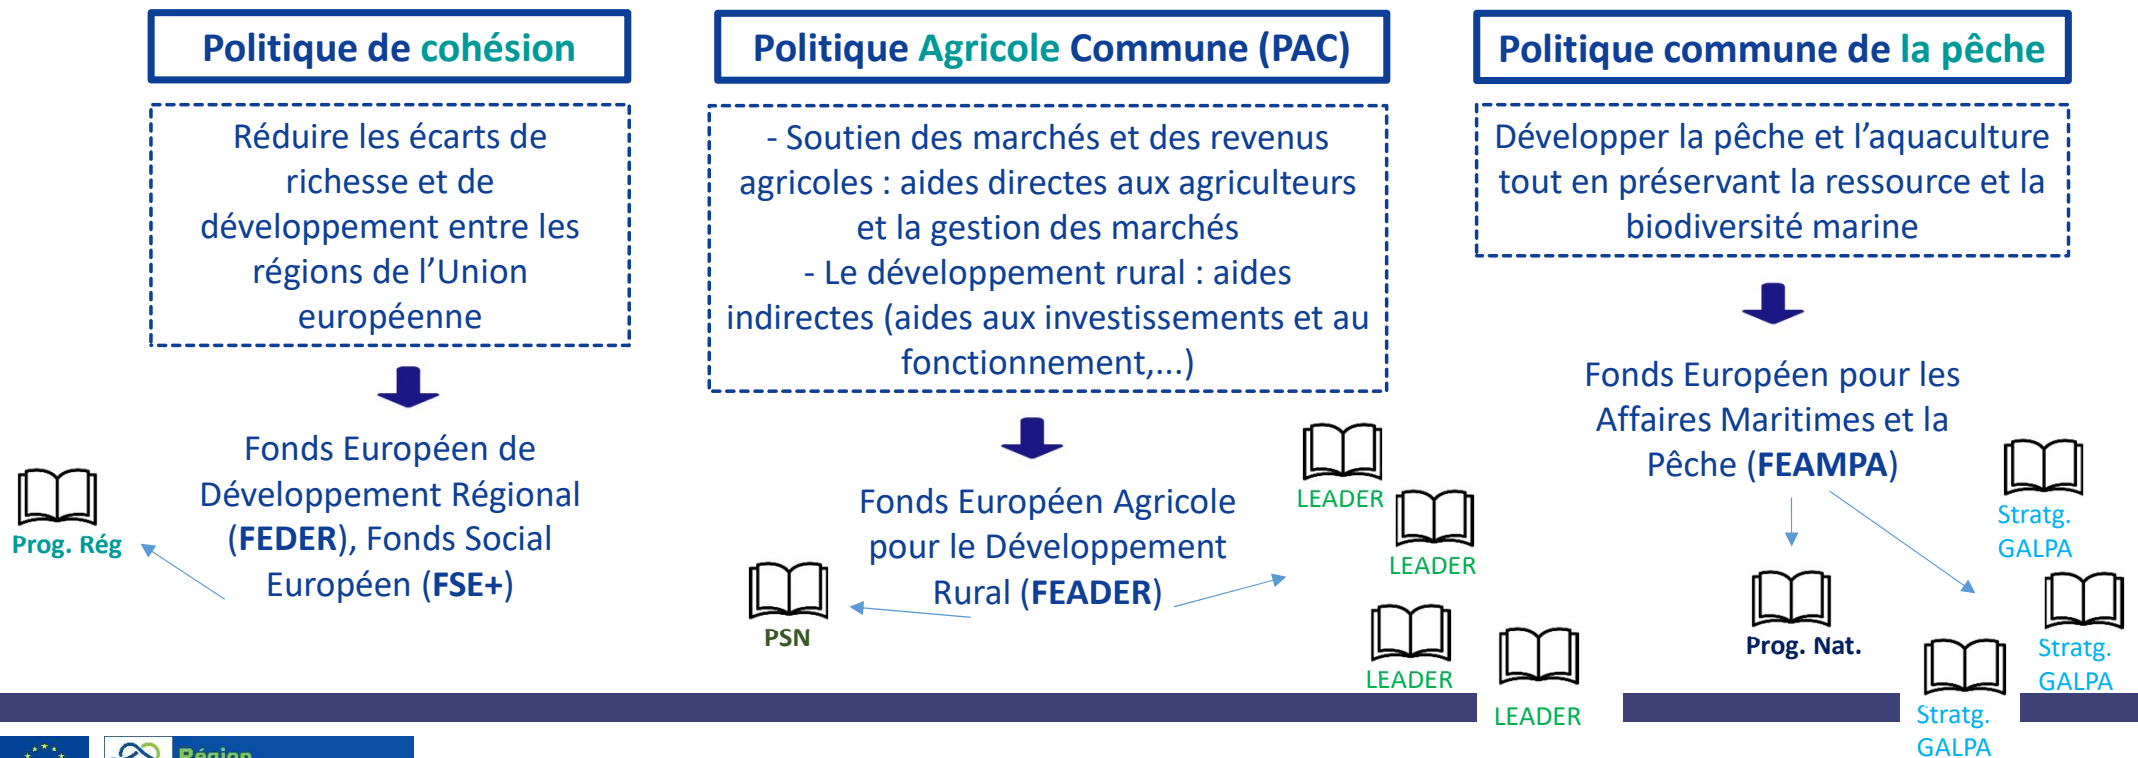 Politique de cohésion
Réduire les écarts de
richesse et de
développement entre les
régions de l'Union
européenne
Fonds Européen de
Développement Régional
(FEDER), Fonds Social
Européen (FSE+)
Prog. Rég
Politique Agricole Commune (PAC)
- Soutien des marchés et des revenus
agricoles : aides directes aux agriculteurs
et la gestion des marchés
- Le développement rural : aides
indirectes (aides aux investissements et au
fonctionnement,...)
Fonds Européen Agricole
pour le Développement
Rural (FEADER)
PSN
LEADER
LEADER
LEADER
LEADER
Politique commune de la pêche
Développer la pêche et l'aquaculture
tout en préservant la ressource et la
biodiversité marine
Fonds Européen pour les
Affaires Maritimes et la
Pêche (FEAMPA)
Prog. Nat.
Stratg.
GALPA
Stratg.
GALPA
Stratg.
GALPA
Région